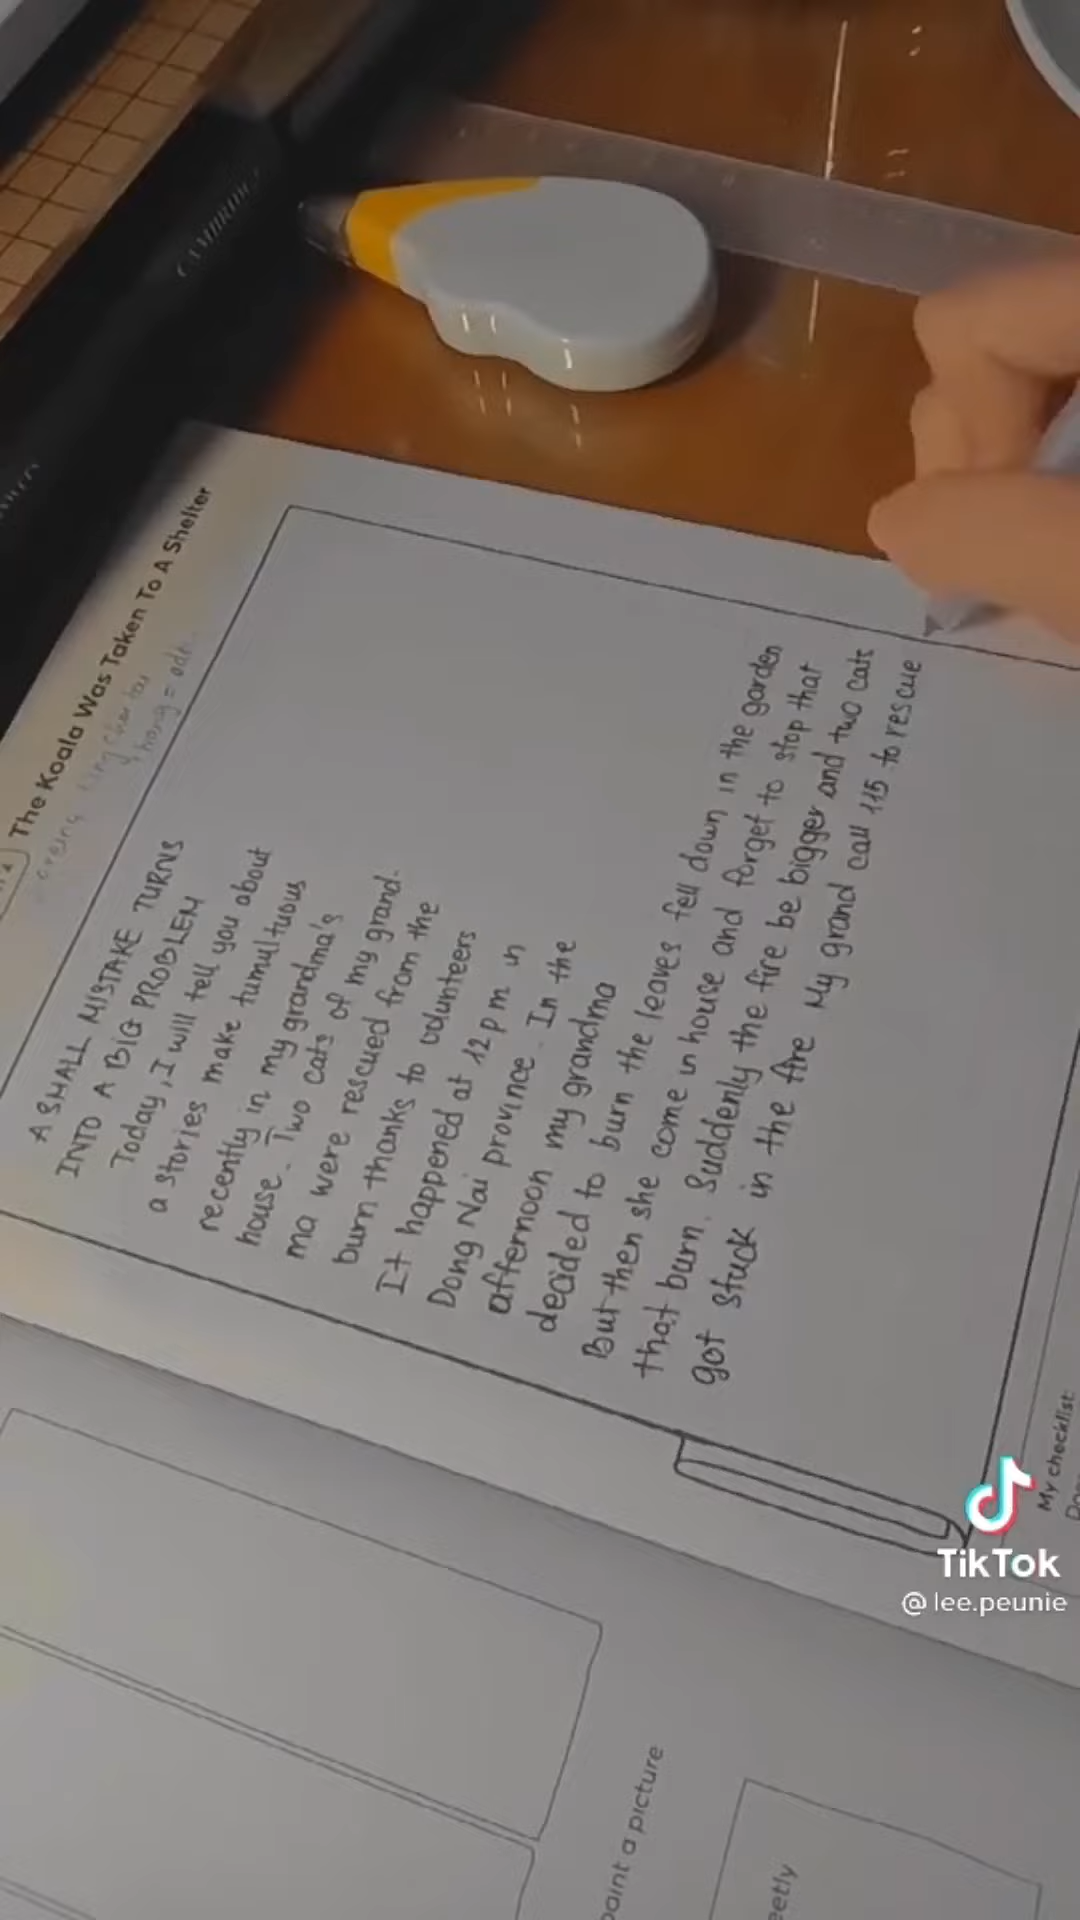 The Koala Was Taken To A Shelter
A SMALL MISTAKE TURNS
INTO A BIG PROBLEM
Today, I will tell you about
a stories make tumultuous
recently in my grandma's
house. Two cats of my grand-
ma were rescued from the
burn thanks to volunteers
It happened at 12 p m in
Dong Nai province. In the
afternoon my grandma
decided to burn the leaves fell down in the garden
But then she come in house and forget to stop that
that burn. Suddenly the fire be bigger and two cats
got stuck in the fire My grand call 115 to rescue
My checklist:
paint a picture
TikTok
@lee.peunie